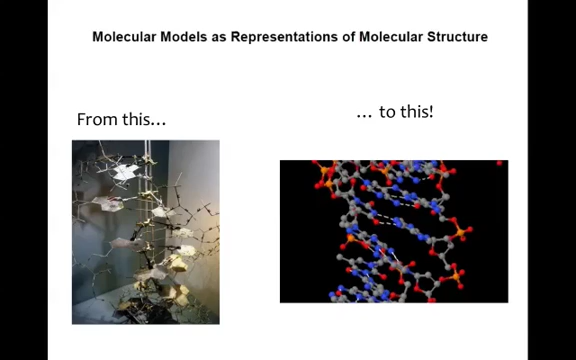 Molecular Models as Representations of Molecular Structure
From this...
... to this!